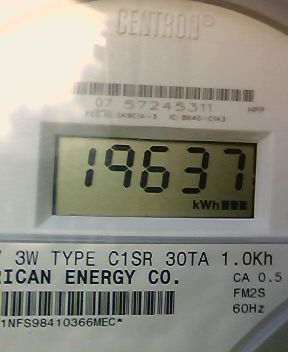 CENTRON®
07 57245311
19637
kWh
3W TYPE C1SR 30TA 1.0Kh
RICAN ENERGY CO.
CA 0.5
FM2S
60Hz
1NFS98410366MEC*